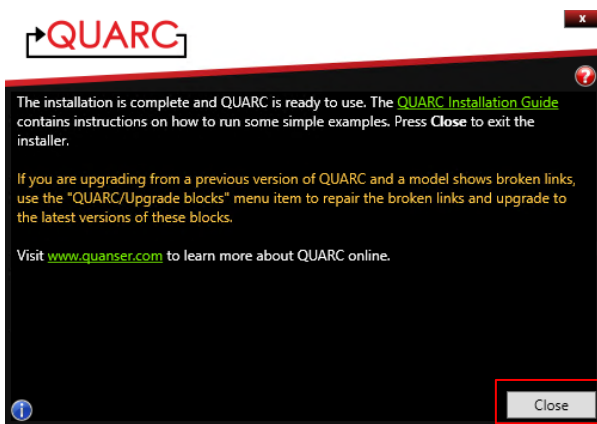 QUARC
x
?
The installation is complete and QUARC is ready to use. The QUARC Installation Guide
contains instructions on how to run some simple examples. Press Close to exit the
installer.
If you are upgrading from a previous version of QUARC and a model shows broken links,
use the "QUARC/Upgrade blocks" menu item to repair the broken links and upgrade to
the latest versions of these blocks.
Visit www.quanser.com to learn more about QUARC online.
i
Close